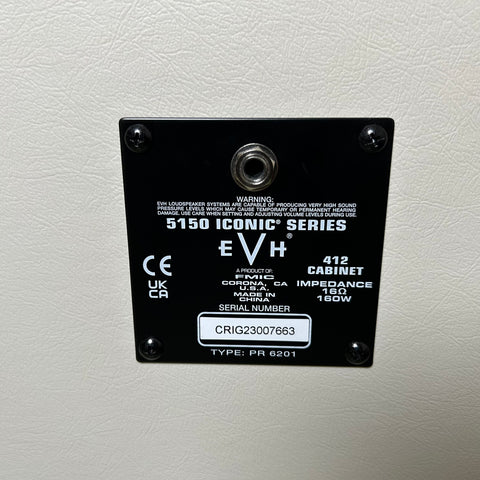 WARNING:
EVH LOUDSPEAKER SYSTEMS ARE CAPABLE OF PRODUCING VERY HIGH SOUND
PRESSURE LEVELS WHICH MAY CAUSE TEMPORARY OR PERMANENT HEARING
DAMAGE. USE CARE WHEN SETTING AND ADJUSTING VOLUME LEVELS DURING USE.
5150 ICONIC® SERIES
EVH®
A PRODUCT OF:
FMIC
CORONA, CA
U.S.A.
MADE IN
CHINA
CE
UK
CA
412
CABINET
IMPEDANCE
16Ω
160W
SERIAL NUMBER
CRIG23007663
TYPE: PR 6201